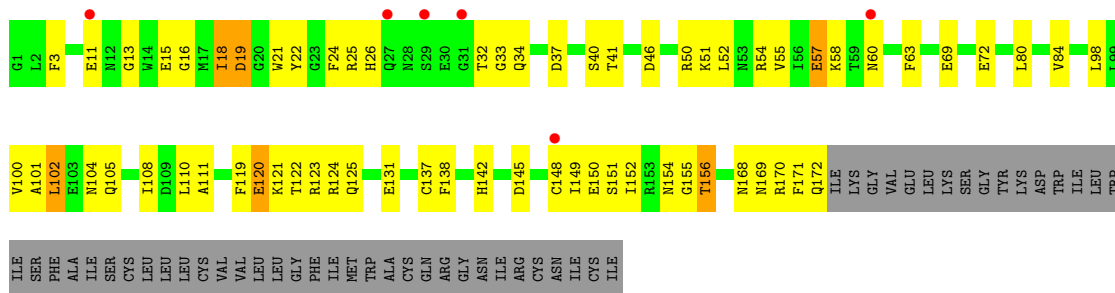 G1 L2 F3 E11 N12 G13 W14 E15 G16 M17 I18 D19 G20 W21 Y22 G23 F24 R25 H26 Q27 N28 S29 E30 G31 T32 G33 Q34 D37 S40 T41 D46 R50 K51 L52 N53 R54 V55 I56 E57 K58 T59 N60 F63 E69 E72 L80 V84 L98 L99
V100 A101 L102 E103 N104 Q105 I108 D109 L110 A111 F119 E120 K121 T122 R123 R124 Q125 E131 C137 F138 H142 D145 C148 I149 E150 S151 I152 R153 N154 G155 T156 N168 N169 R170 F171 Q172 ILE LYS GLY VAL GLU LEU LYS SER GLY TYR LYS ASP TRP ILE LEU TRP
ILE SER PHE ALA ILE SER CYS LEU LEU LEU CYS VAL VAL LEU LEU GLY PHE ILE MET TRP ALA CYS GLN ARG GLY ASN ILE ARG CYS ASN ILE CYS ILE